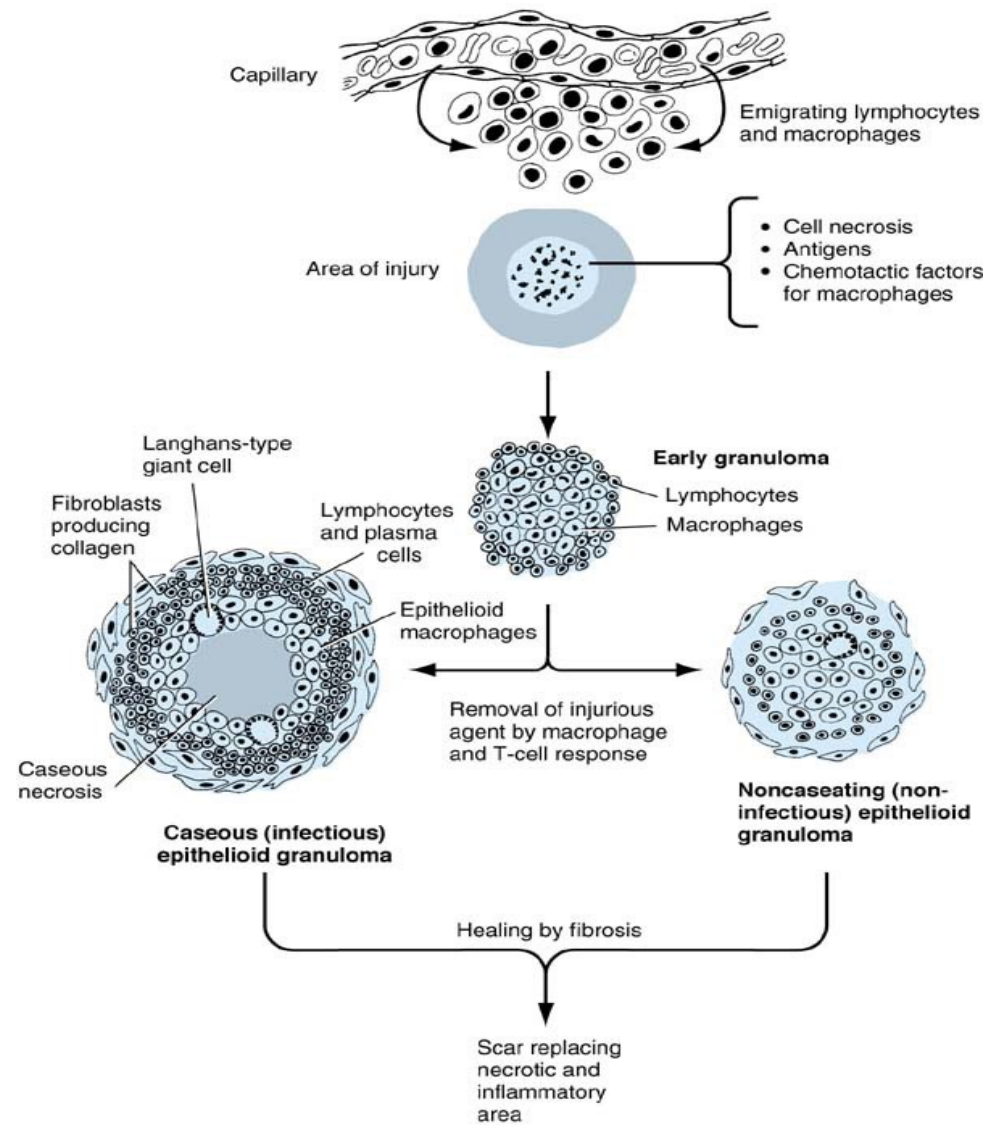 Capillary
Emigrating lymphocytes
and macrophages
Area of injury
• Cell necrosis
• Antigens
• Chemotactic factors
for macrophages
Langhans-type
giant cell
Fibroblasts
producing
collagen
Lymphocytes
and plasma
cells
Early granuloma
Lymphocytes
Macrophages
Epithelioid
macrophages
Removal of injurious
agent by macrophage
and T-cell response
Caseous
necrosis
Caseous (infectious)
epithelioid granuloma
Noncaseating (non-
infectious) epithelioid
granuloma
Healing by fibrosis
Scar replacing
necrotic and
inflammatory
area